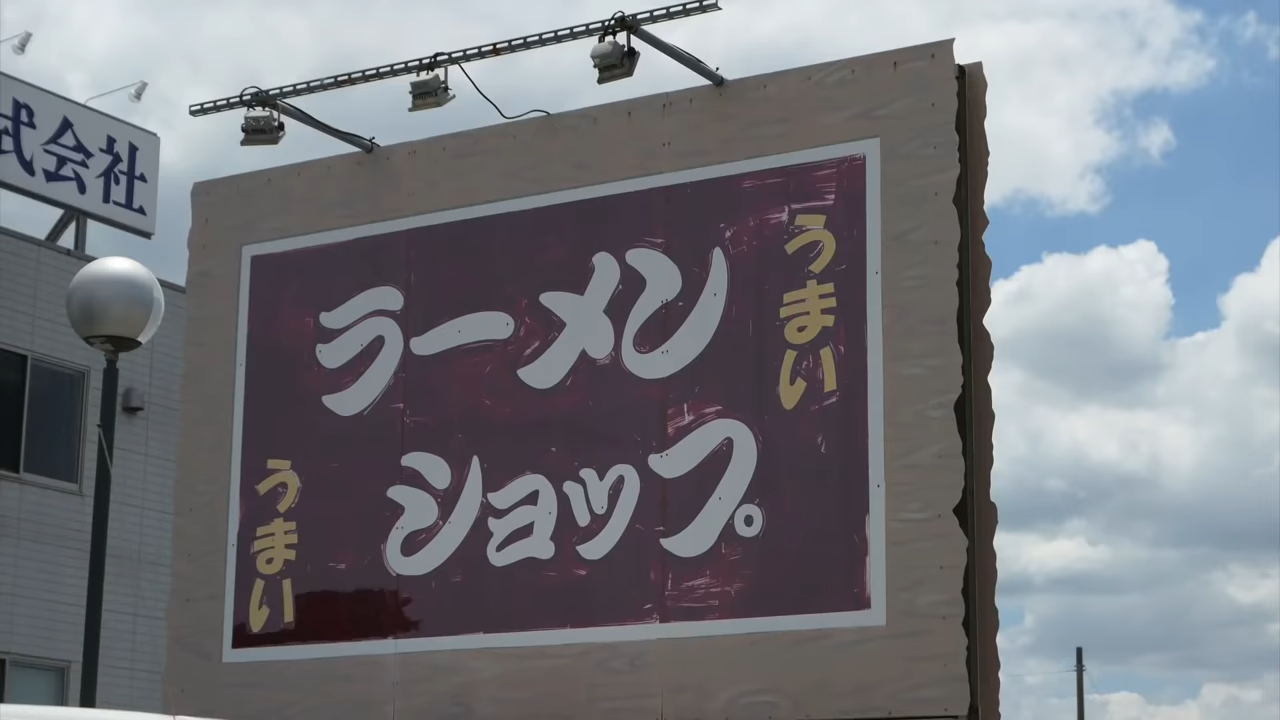 式会社
うまい
ラーメン
ショップ
うまい